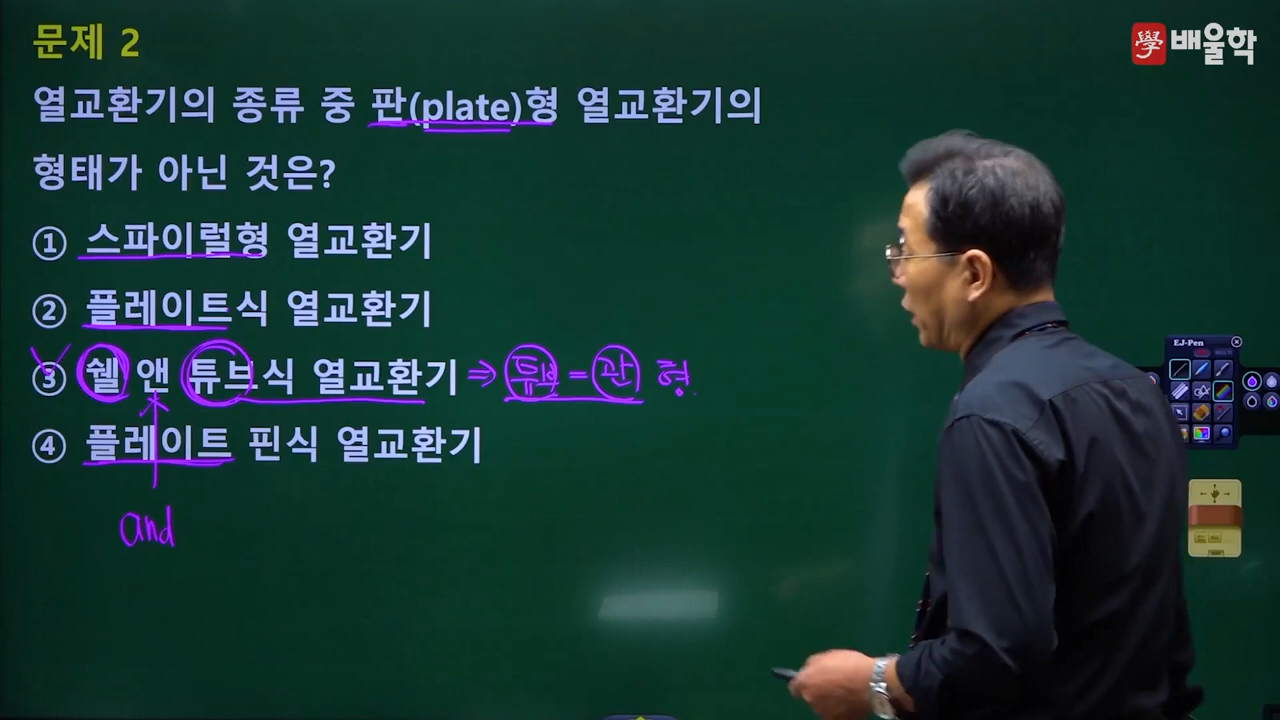 문제 2
學 배울학
열교환기의 종류 중 판(plate)형 열교환기의
형태가 아닌 것은?
① 스파이럴형 열교환기
② 플레이트식 열교환기
③ 쉘 앤 튜브식 열교환기 ⇒ 튜브 = 관 형
④ 플레이트 핀식 열교환기
and
EJ-Pen